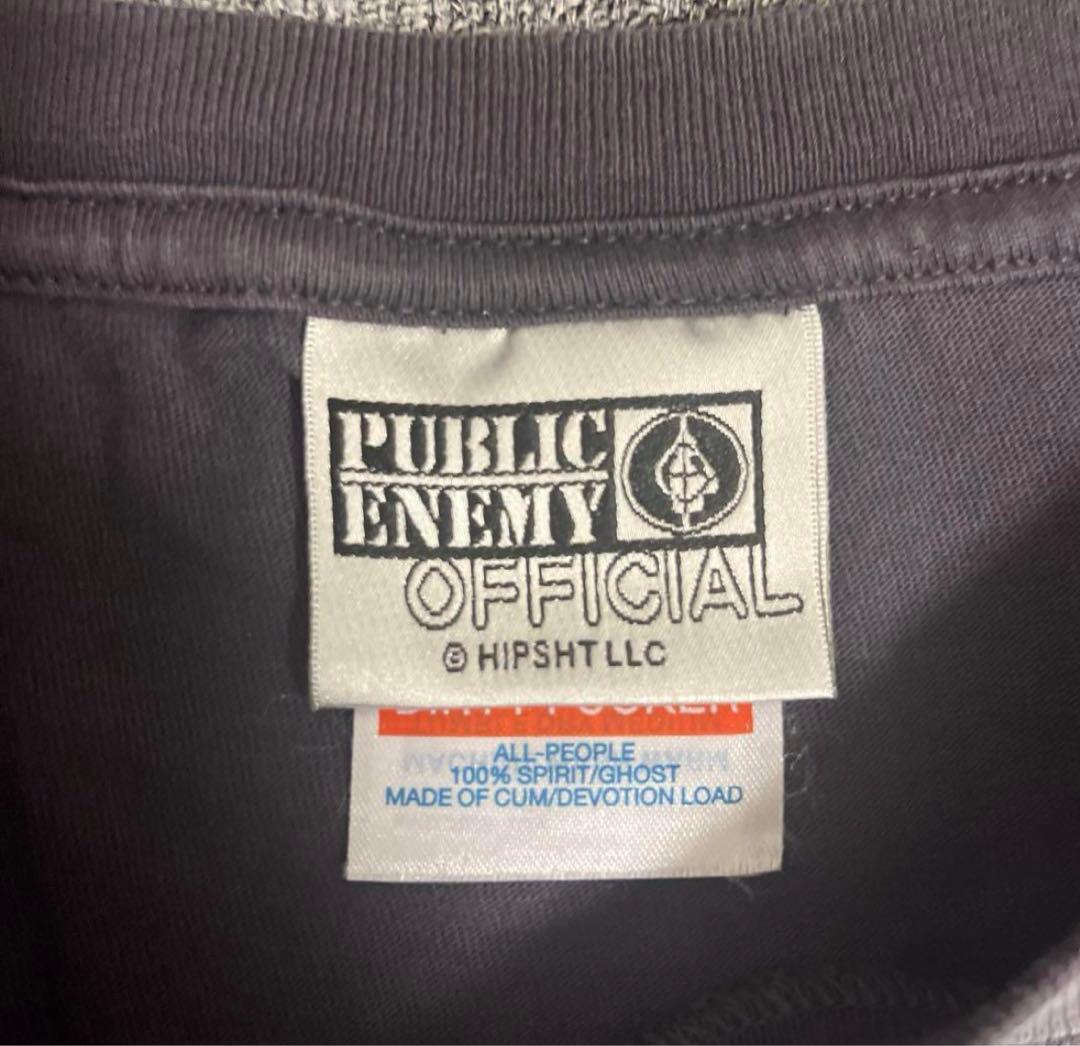 PUBLIC
ENEMY
OFFICIAL
© HIPSHT LLC
ALL-PEOPLE
100% SPIRIT/GHOST
MADE OF CUM/DEVOTION LOAD